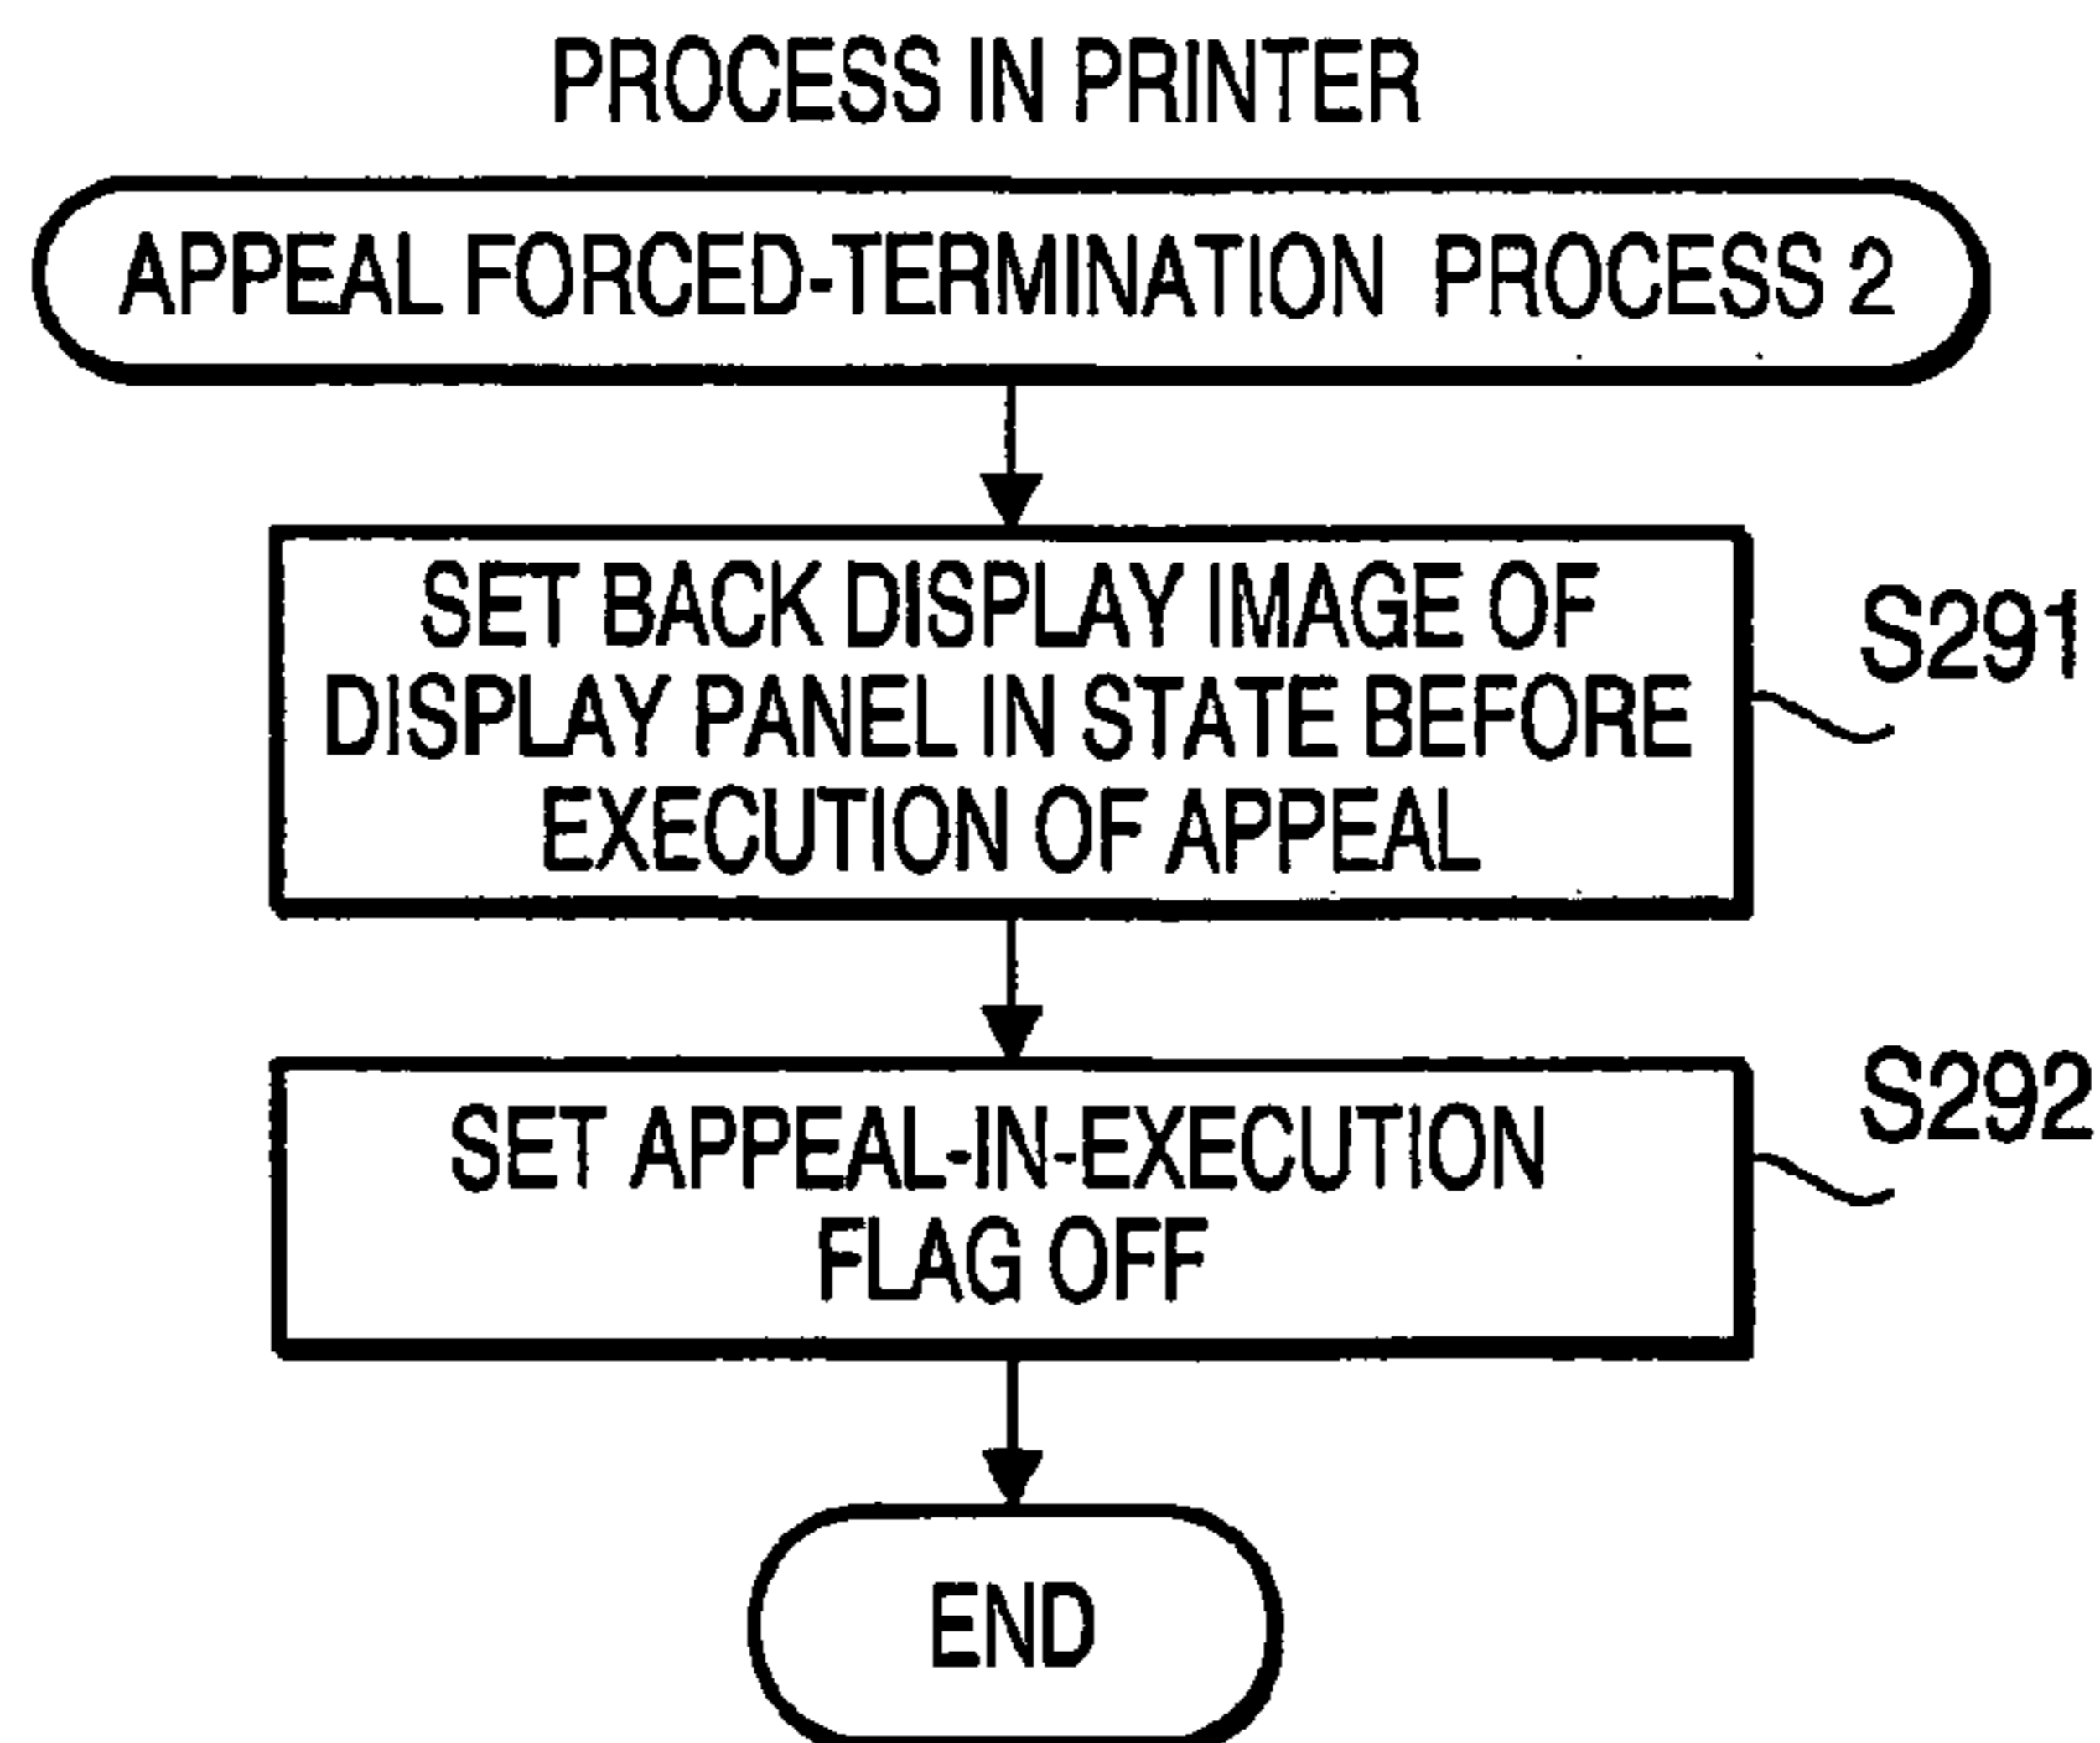 PROCESS IN PRINTER
APPEAL FORCED-TERMINATION PROCESS 2
SET BACK DISPLAY IMAGE OF
DISPLAY PANEL IN STATE BEFORE
EXECUTION OF APPEAL
S291
SET APPEAL-IN-EXECUTION
FLAG OFF
S292
END